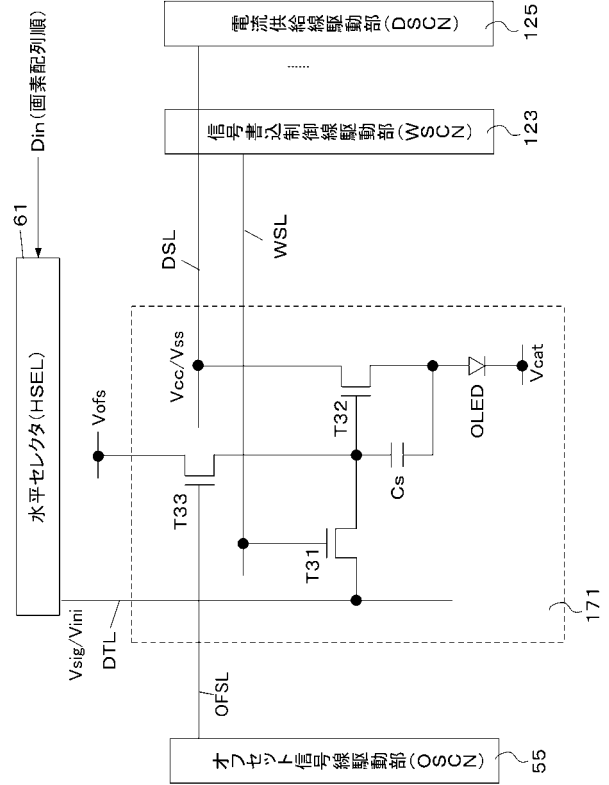 Din(画素配列順)
61
水平セレクタ(HSEL)
Vsig/Vini
DTL
Vofs
オフセット信号線駆動部(OSCN)
55
OFSL
T33
T31
T32
Cs
OLED
Vcat
Vcc/Vss
DSL
WSL
171
信号書込制御線駆動部(WSCN)
123
電流供給線駆動部(DSCN)
125